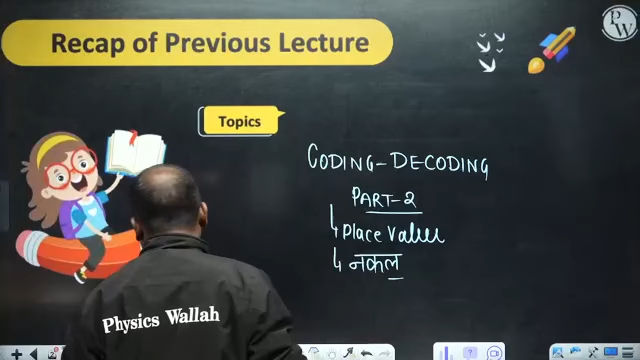 Recap of Previous Lecture
PW
Topics
CODING-DECODING
PART-2
Place Value
नकल
Physics Wallah